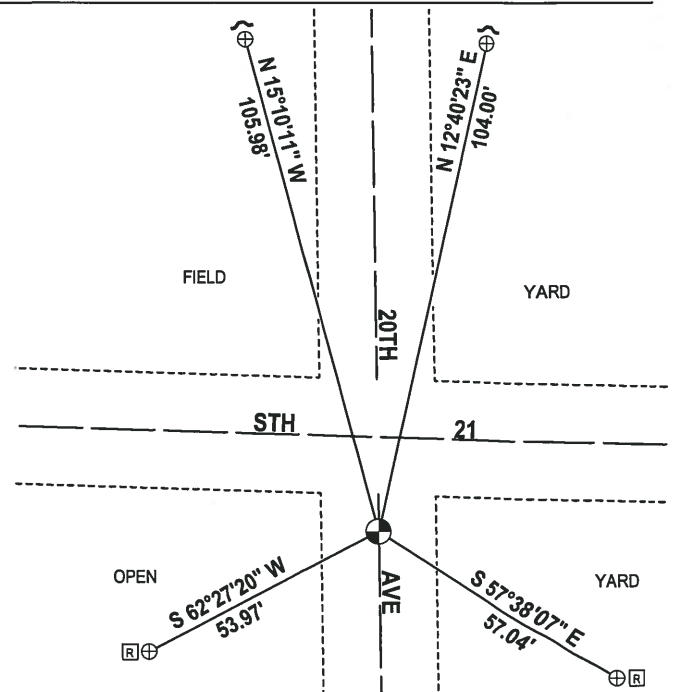 N 15°10'11" W
105.98'
N 12°40'23" E
104.00'
FIELD
YARD
20TH
STH
21
OPEN
S 62°27'20" W
53.97'
AVE
S 57°38'07" E
57.04'
YARD
R
R